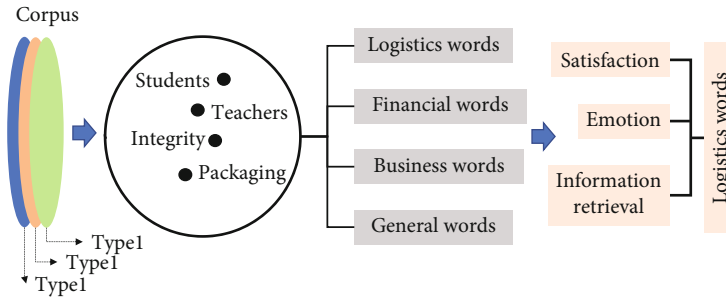 Corpus
Students
Teachers
Integrity
Packaging
Type1
Type1
Type1
Logistics words
Financial words
Business words
General words
Satisfaction
Emotion
Information
retrieval
Logistics words